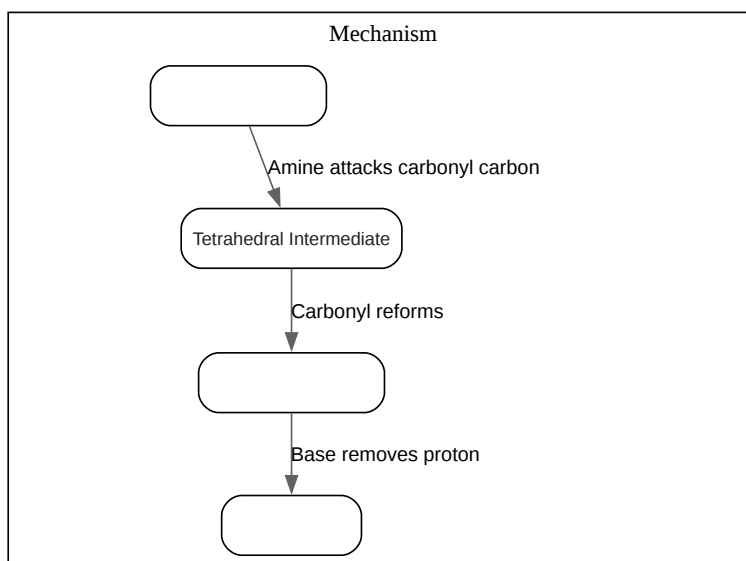 Mechanism
Amine attacks carbonyl carbon
Tetrahedral Intermediate
Carbonyl reforms
Base removes proton